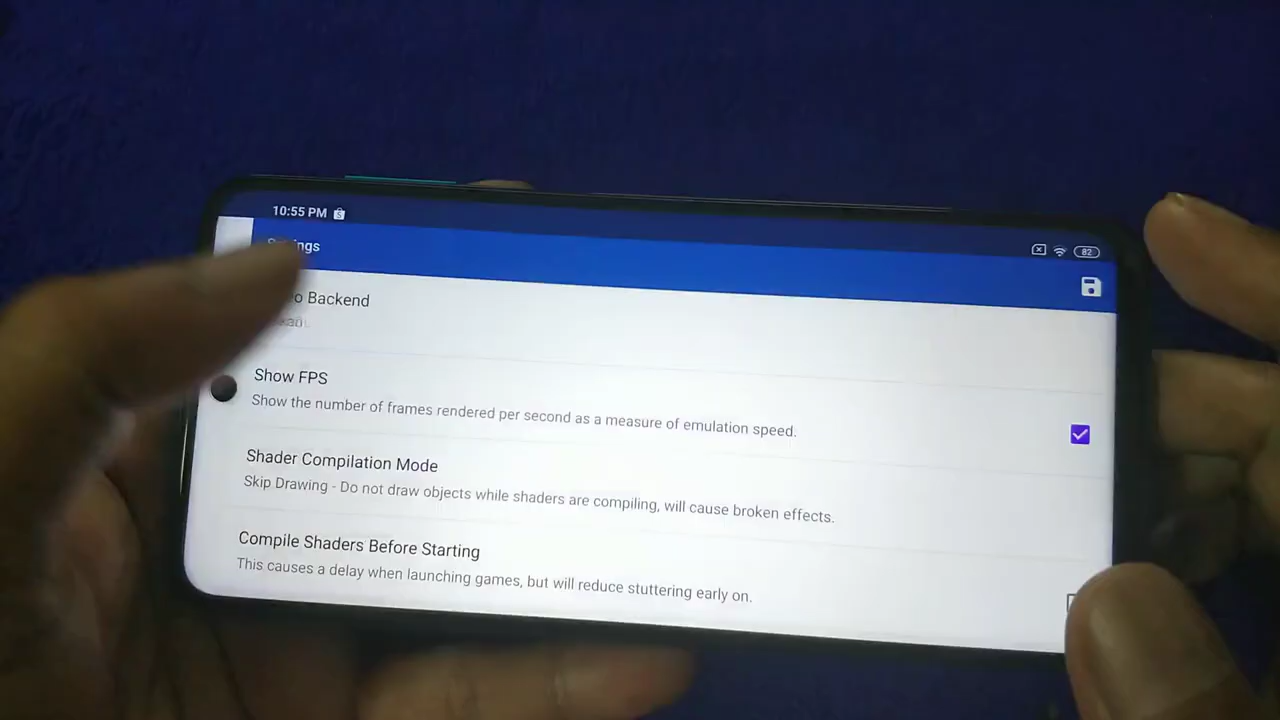 10:55 PM
82
Backend
Show FPS
Show the number of frames rendered per second as a measure of emulation speed.
Shader Compilation Mode
Skip Drawing - Do not draw objects while shaders are compiling, will cause broken effects.
Compile Shaders Before Starting
This causes a delay when launching games, but will reduce stuttering early on.